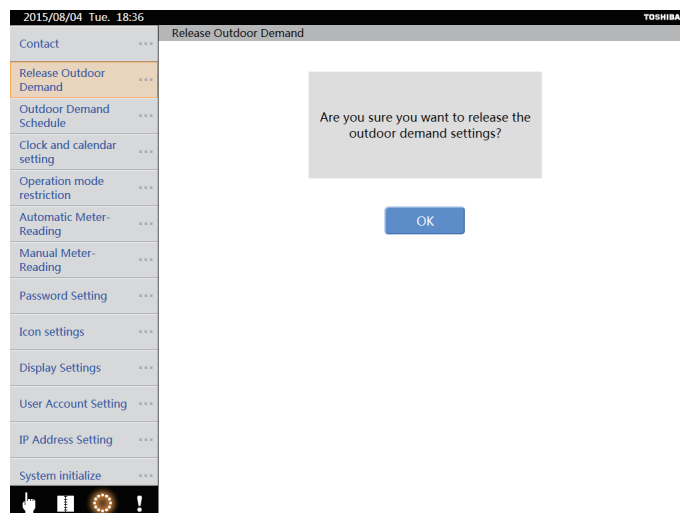 2015/08/04 Tue. 18:36
TOSHIBA
Release Outdoor Demand
Contact
Release Outdoor
Demand
Outdoor Demand
Schedule
Clock and calendar
setting
Operation mode
restriction
Automatic Meter-
Reading
Manual Meter-
Reading
Password Setting
Icon settings
Display Settings
User Account Setting
IP Address Setting
System initialize
Are you sure you want to release the
outdoor demand settings?
OK